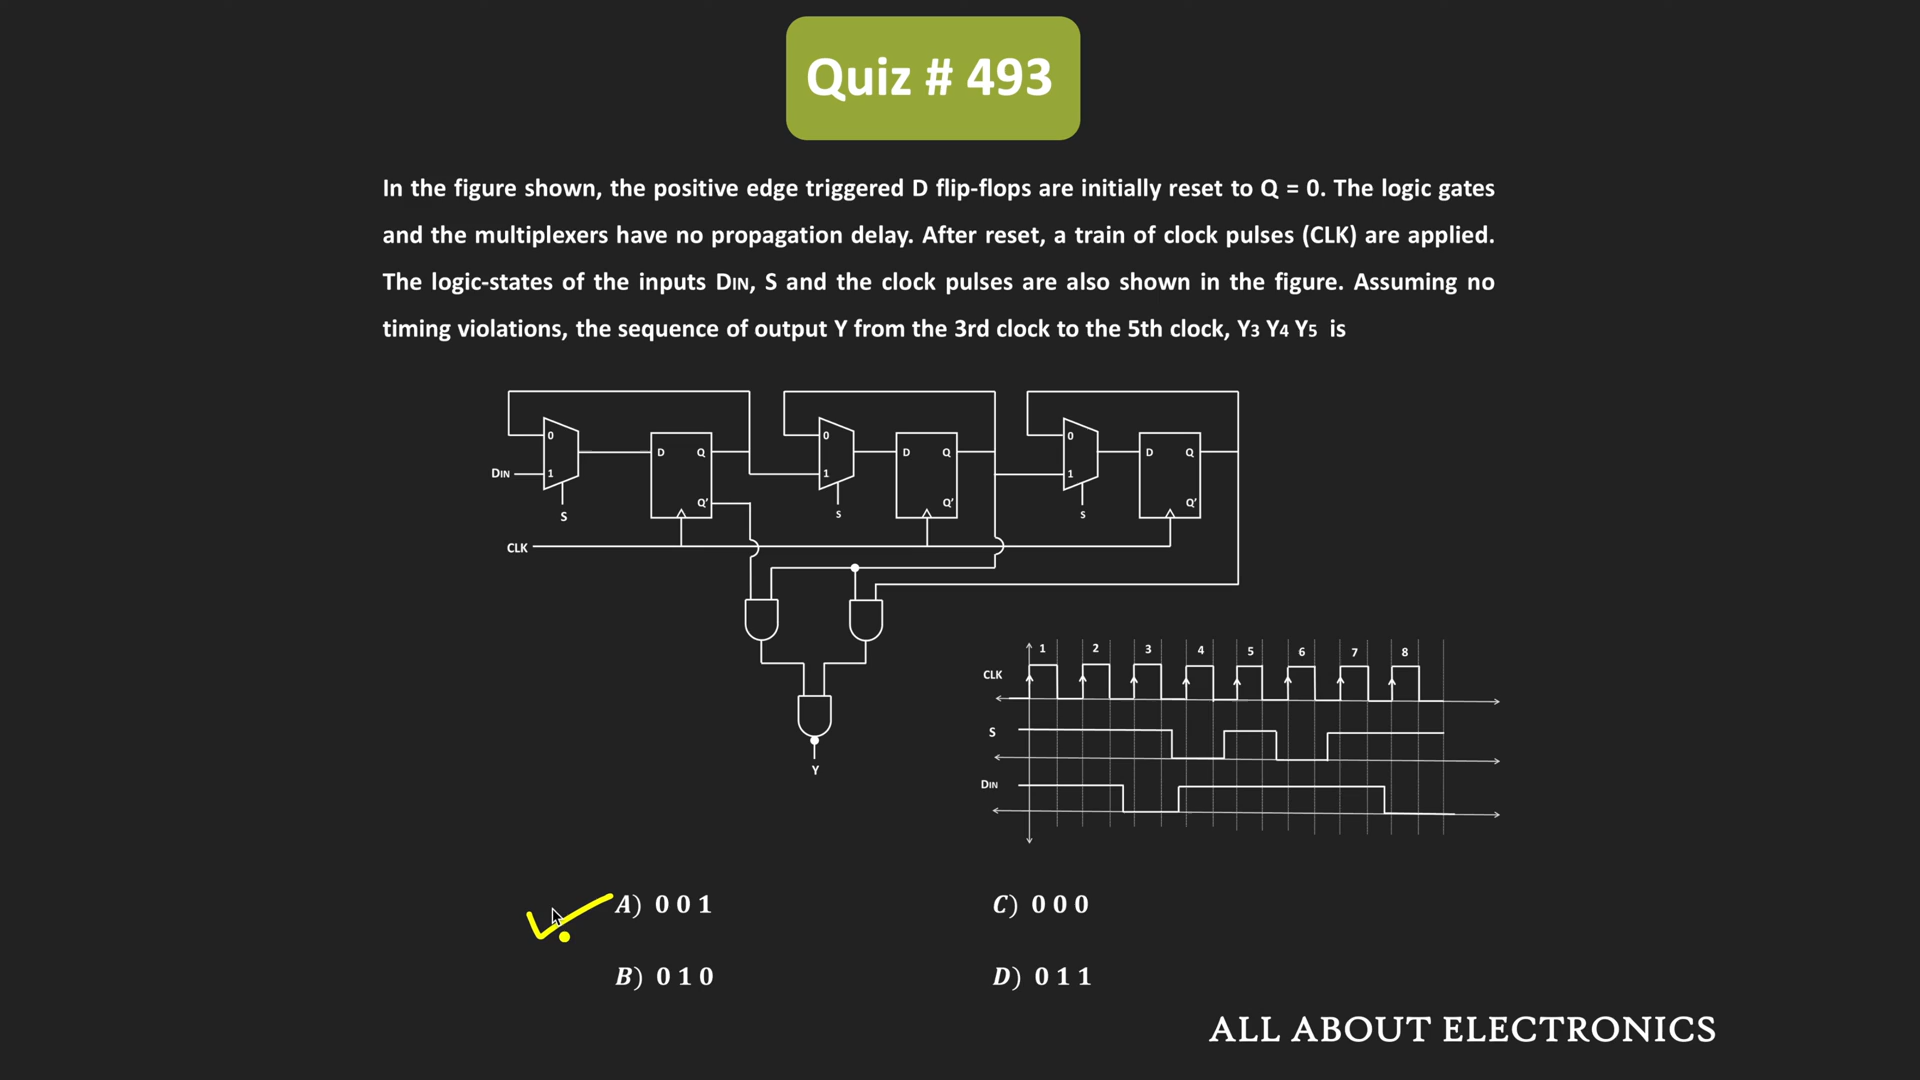 Quiz # 493
In the figure shown, the positive edge triggered D flip-flops are initially reset to Q = 0. The logic gates
and the multiplexers have no propagation delay. After reset, a train of clock pulses (CLK) are applied.
The logic-states of the inputs DIN, S and the clock pulses are also shown in the figure. Assuming no
timing violations, the sequence of output Y from the 3rd clock to the 5th clock, Y3 Y4 Y5 is
0 0 0
D Q D Q D Q
DIN 1 1 1
Q' Q' Q'
S S S
CLK
1 2 3 4 5 6 7 8
CLK
S
Y
DIN
A) 0 0 1 C) 0 0 0
B) 0 1 0 D) 0 1 1
ALL ABOUT ELECTRONICS